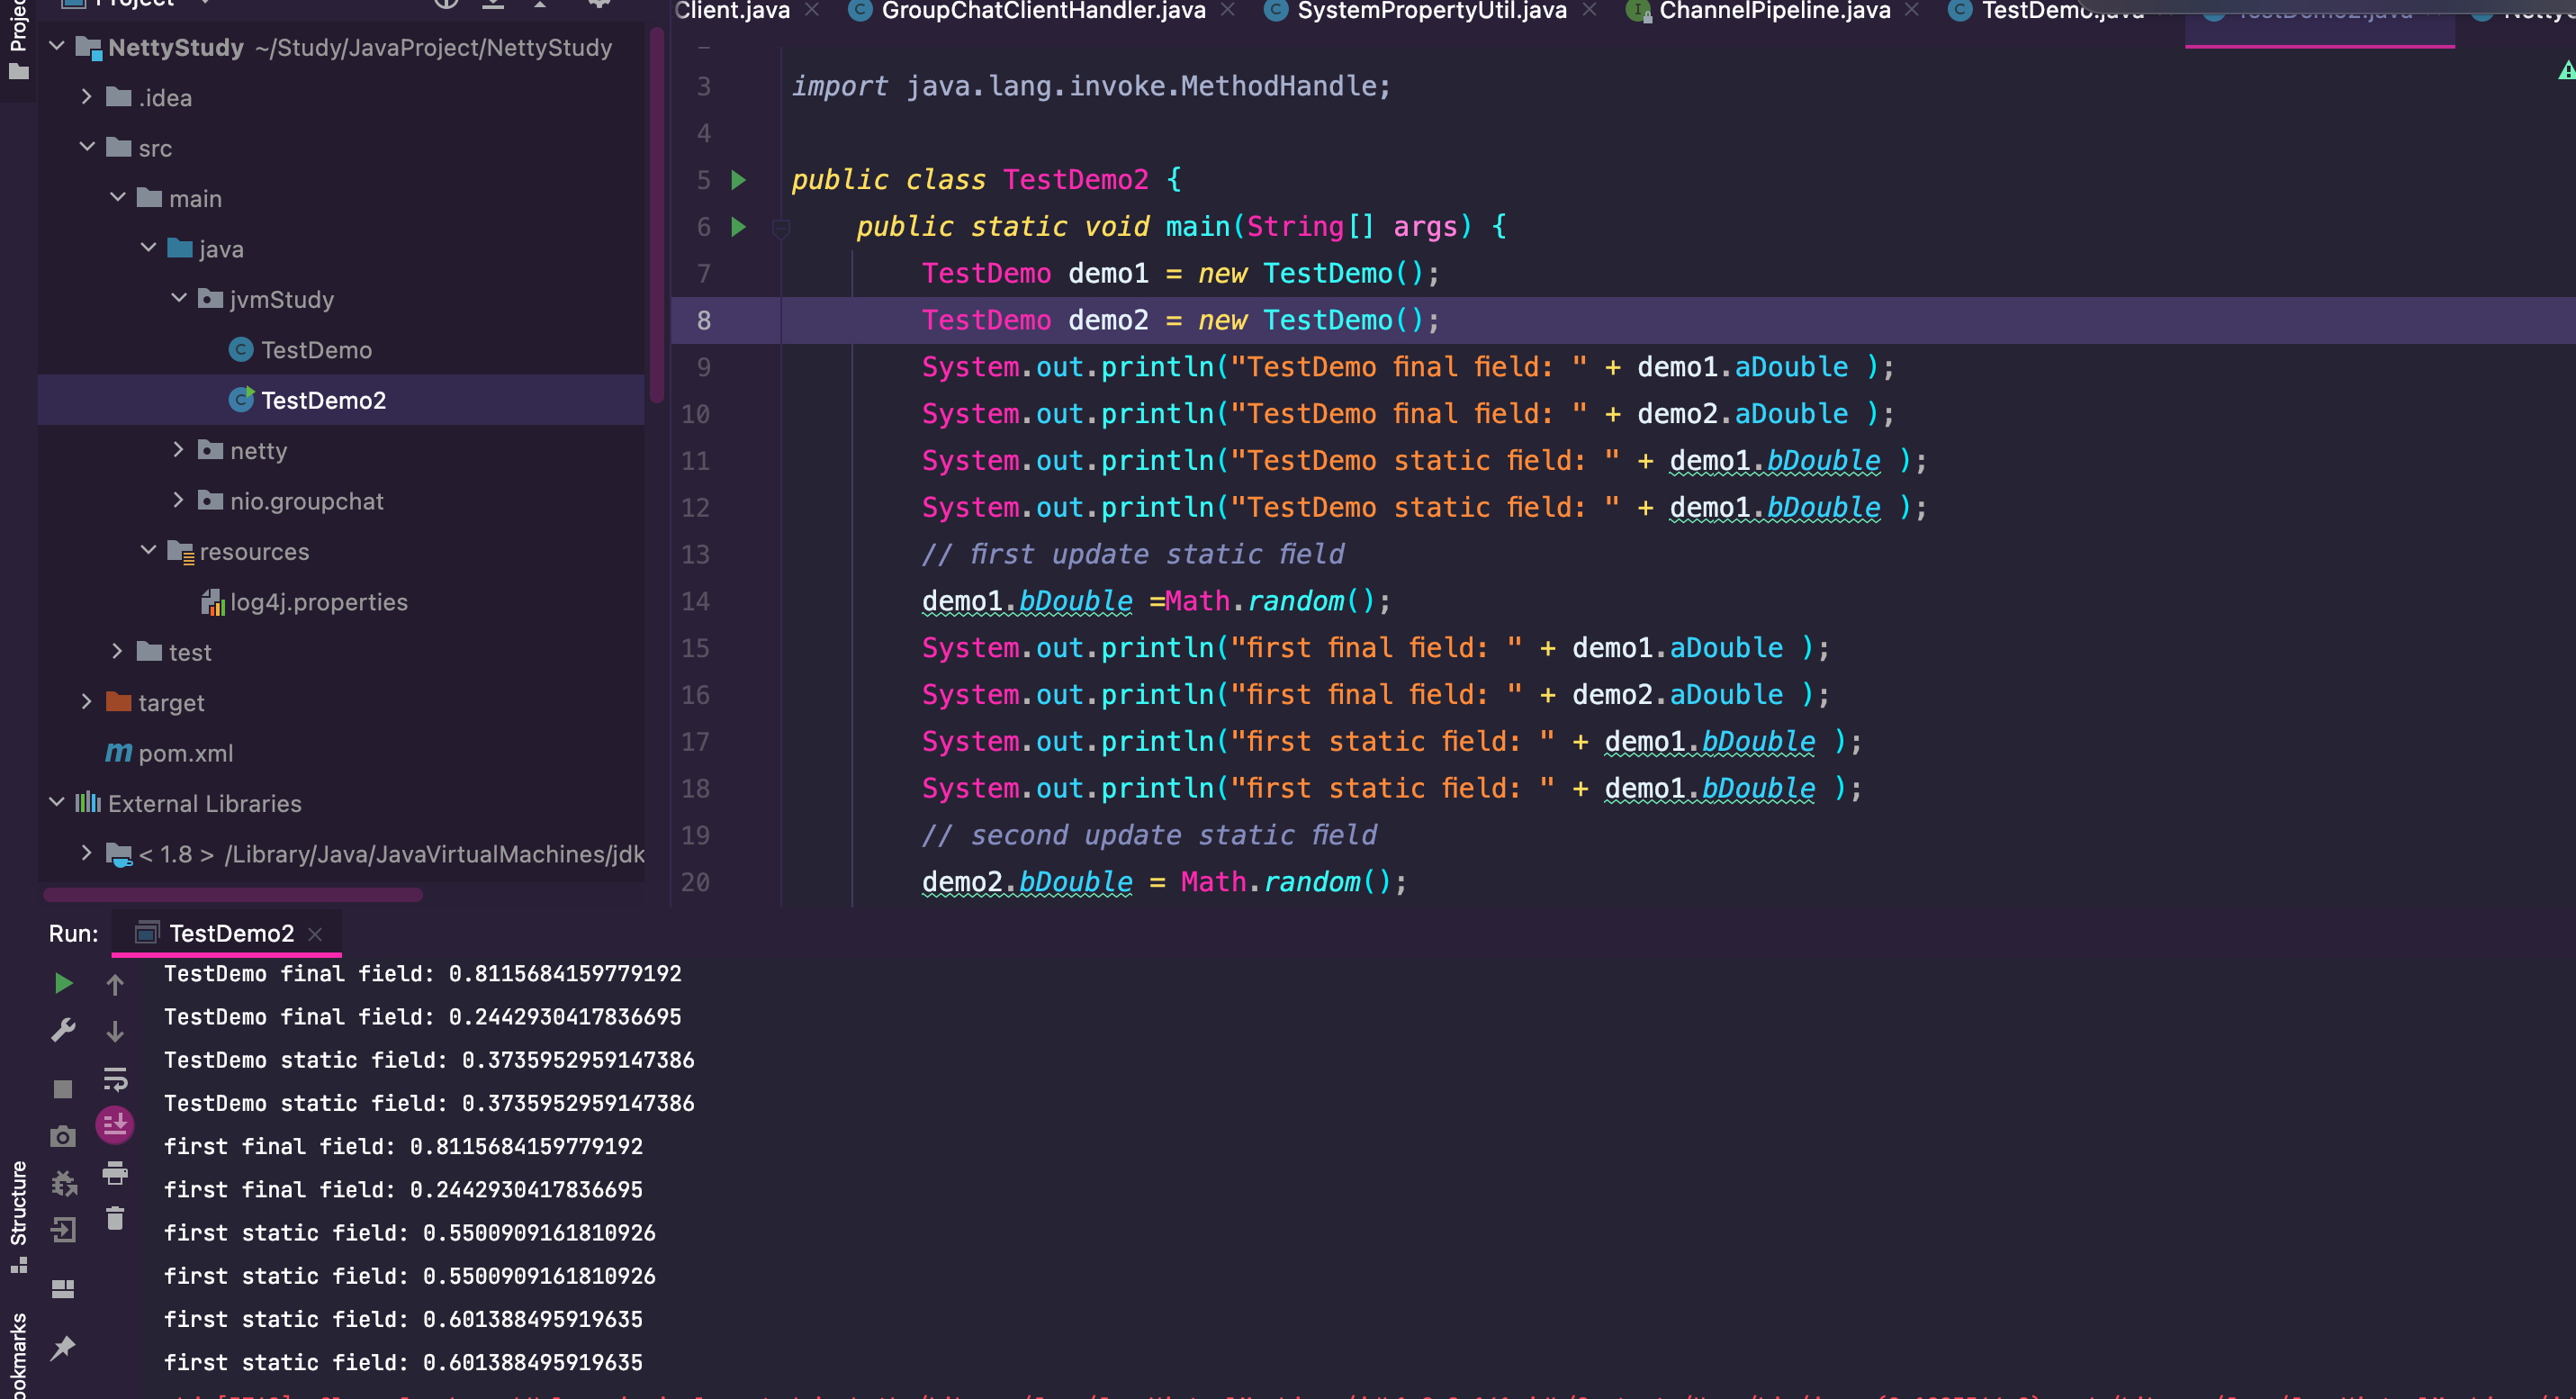 Project
Client.java
GroupChatClientHandler.java
SystemPropertyUtil.java
ChannelPipeline.java
TestDemo.java
TestDemo2.java
NettyStudy ~/Study/JavaProject/NettyStudy
.idea
src
main
java
jvmStudy
TestDemo
TestDemo2
netty
nio.groupchat
resources
log4j.properties
test
target
pom.xml
External Libraries
< 1.8 > /Library/Java/JavaVirtualMachines/jdk
3 import java.lang.invoke.MethodHandle;
4
5 public class TestDemo2 {
6 public static void main(String[] args) {
7 TestDemo demo1 = new TestDemo();
8 TestDemo demo2 = new TestDemo();
9 System.out.println("TestDemo final field: " + demo1.aDouble );
10 System.out.println("TestDemo final field: " + demo2.aDouble );
11 System.out.println("TestDemo static field: " + demo1.bDouble );
12 System.out.println("TestDemo static field: " + demo1.bDouble );
13 // first update static field
14 demo1.bDouble =Math.random();
15 System.out.println("first final field: " + demo1.aDouble );
16 System.out.println("first final field: " + demo2.aDouble );
17 System.out.println("first static field: " + demo1.bDouble );
18 System.out.println("first static field: " + demo1.bDouble );
19 // second update static field
20 demo2.bDouble = Math.random();
Run: TestDemo2
TestDemo final field: 0.8115684159779192
TestDemo final field: 0.2442930417836695
TestDemo static field: 0.3735952959147386
TestDemo static field: 0.3735952959147386
first final field: 0.8115684159779192
first final field: 0.2442930417836695
first static field: 0.5500909161810926
first static field: 0.5500909161810926
first static field: 0.601388495919635
first static field: 0.601388495919635
Structure